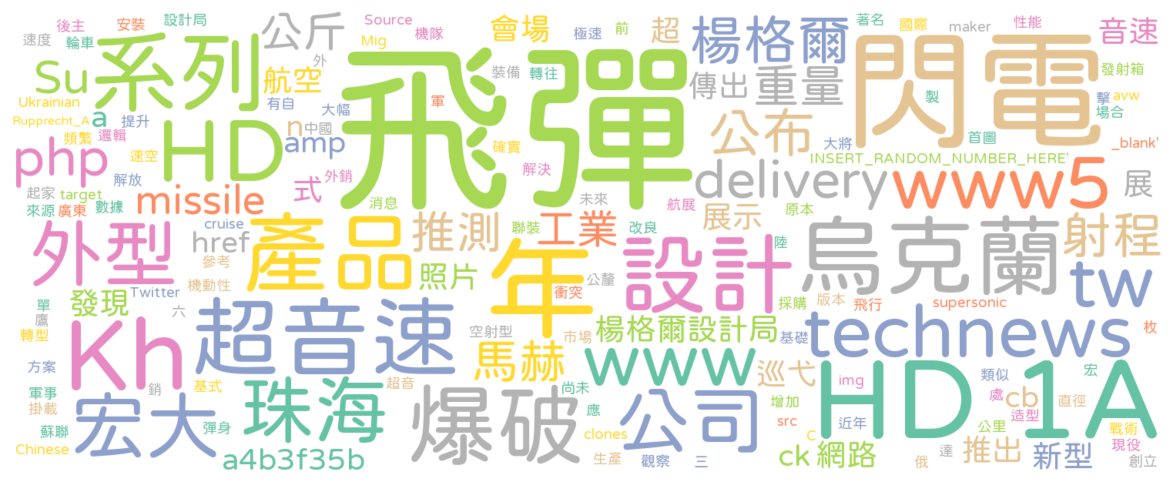 後主 安裝 設計局 公斤 Source 機隊 會場 極速 前 超 楊格爾 著名 國際 maker 性能 音速
速度 輪車 系列 Mig 外 飛彈 裝備 轉往 傳出 重量 閃電 發射箱
Su 航空 有自 大幅 軍 製 擊 avw
Ukrainian a 提升 n 中國 公布 首圖 場合
Rupprecht_A 頻繁 邏輯 HD amp 確實 大將 _blank'
php 速空 解決 INSERT_RANDOM_NUMBER_HERE'
起家 target 解放 missile 式 外銷 未來 delivery www5 展
來源 廣東 數據 消息 航展 原本
外型 cruise 產品 推測 年 聯裝 工業 改良 展示 設計 陸 烏克蘭 射程
href 參考 照片 公釐
單 發現 Twitter 機動性 衝突 採購 版本 飛行 supersonic tw
鷹 六 超音速 空射型 楊格爾設計局 基礎 technews 枚
轉型 Kh 馬赫 市場 www
方案 基式 巡弋 img 類似 宏
軍事 銷 珠海 超音 爆破 尚未 公司 增加 處 cb 直徑 HD-1A
掛載 宏大 應 src 造型 戰術
蘇聯 彈身 clones C 近年 公里 現役
Chinese a4b3f35b 生產 觀察 三 ck 網路 俄 達 推出 新型 創立